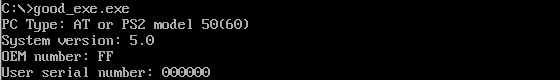 C:\>good_exe.exe
PC Type: AT or PS2 model 50(60)
System version: 5.0
OEM number: FF
User serial number: 000000